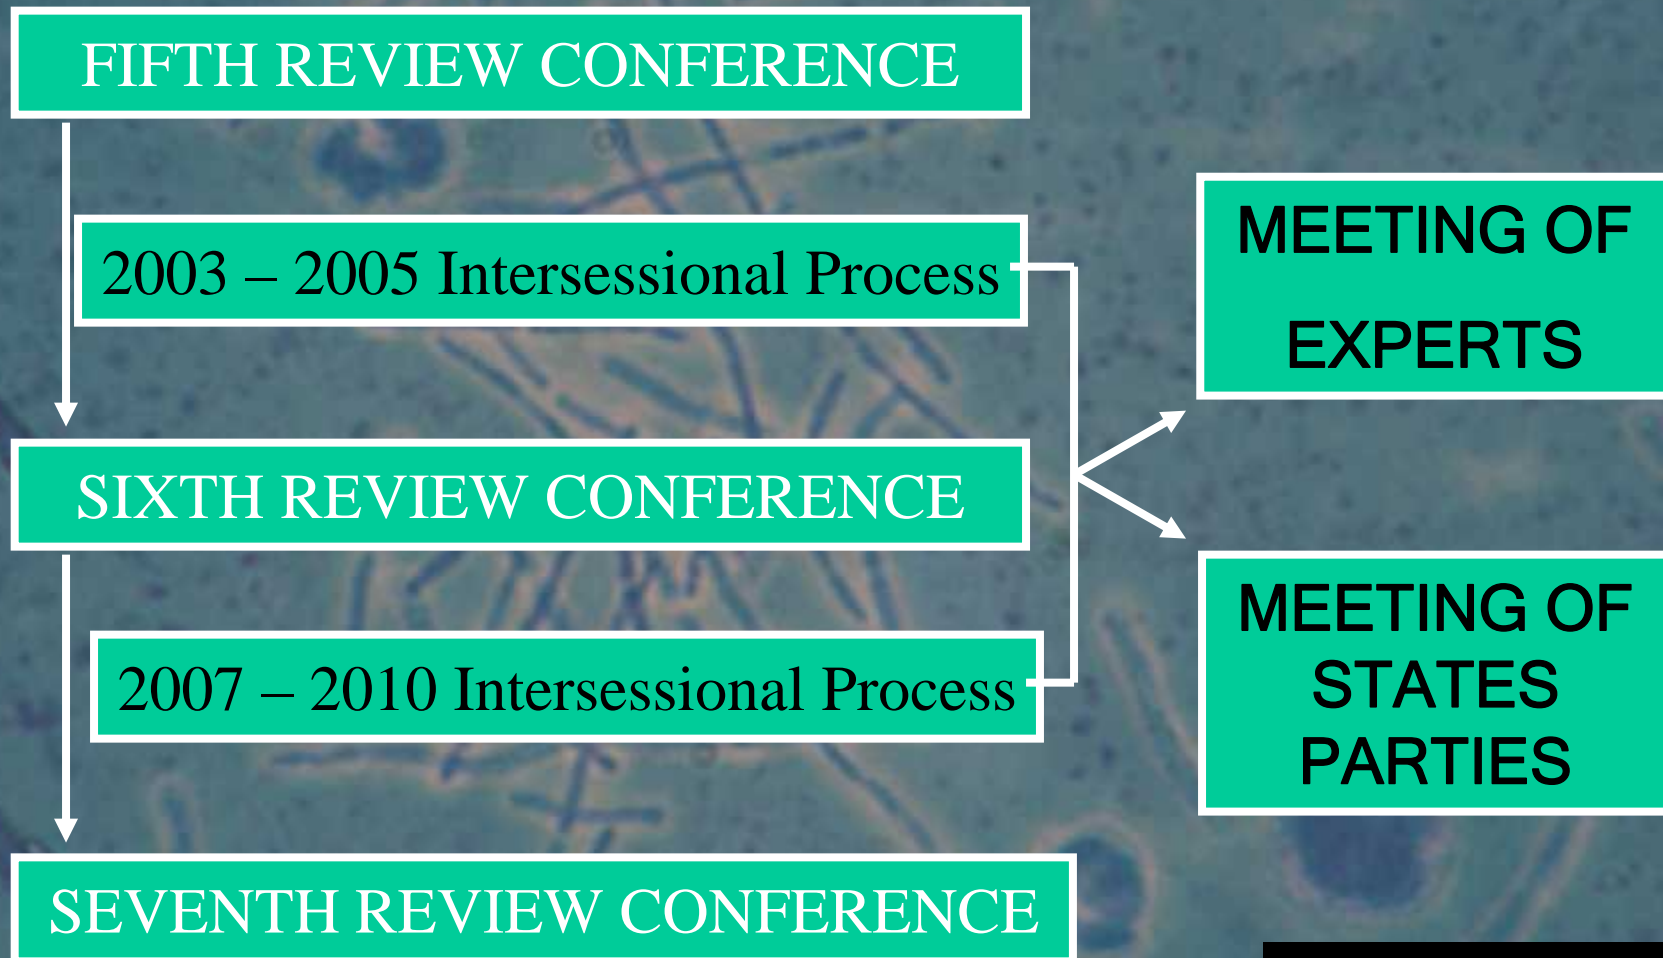 FIFTH REVIEW CONFERENCE
2003 – 2005 Intersessional Process
MEETING OF
EXPERTS
SIXTH REVIEW CONFERENCE
MEETING OF
STATES
PARTIES
2007 – 2010 Intersessional Process
SEVENTH REVIEW CONFERENCE